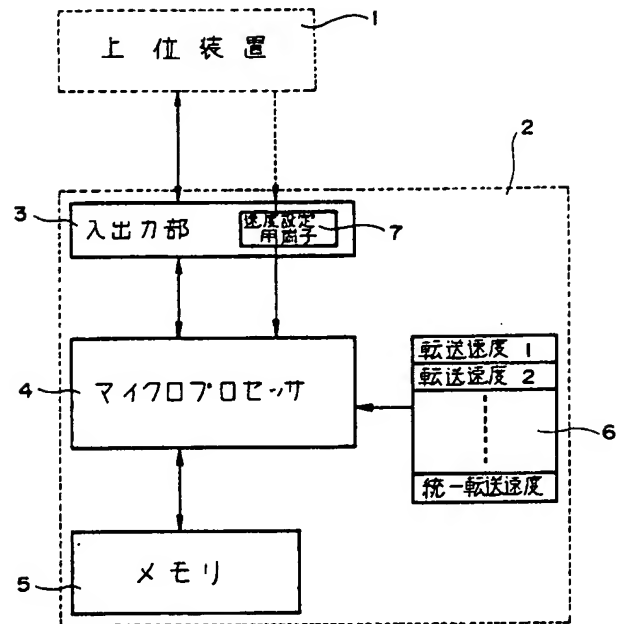 1
上位装置
2
3
入出力部
速度設定
用端子
7
4
マイクロプロセッサ
転送速度 1
転送速度 2
6
統一転送速度
5
メモリ